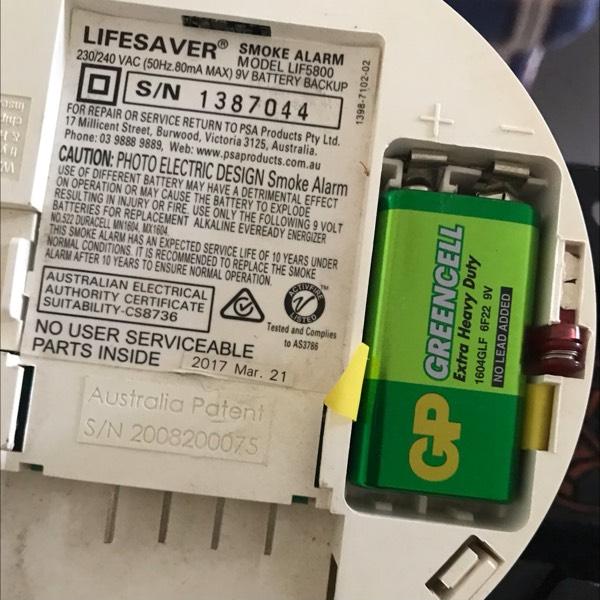 LIFESAVER® SMOKE ALARM
MODEL LIF5800
230/240 VAC (50Hz.80mA MAX) 9V BATTERY BACKUP
S/N 1387044
1398-7102-02
FOR REPAIR OR SERVICE RETURN TO PSA Products Pty Ltd.
17 Millicent Street, Burwood, Victoria 3125, Australia.
Phone: 03 9888 9889, Web: www.psaproducts.com.au
CAUTION: PHOTO ELECTRIC DESIGN Smoke Alarm
USE OF DIFFERENT BATTERY MAY HAVE A DETRIMENTAL EFFECT
ON OPERATION OR MAY CAUSE THE BATTERY TO EXPLODE
RESULTING IN INJURY OR FIRE. USE ONLY THE FOLLOWING 9 VOLT
BATTERIES FOR REPLACEMENT ALKALINE EVEREADY ENERGIZER
NO.522 DURACELL MN1604, MX1604.
THIS SMOKE ALARM HAS AN EXPECTED SERVICE LIFE OF 10 YEARS UNDER
NORMAL CONDITIONS. IT IS RECOMMENDED TO REPLACE THE SMOKE
ALARM AFTER 10 YEARS TO ENSURE NORMAL OPERATION.
AUSTRALIAN ELECTRICAL
AUTHORITY CERTIFICATE
SUITABILITY-CS8736
ACTIVFIRE
LISTED
™
Tested and Complies
to AS3786
NO USER SERVICEABLE
PARTS INSIDE
2017 Mar. 21
Australia Patent
S/N 2008200075
+ −
GP
GREENCELL
Extra Heavy Duty
1604GLF 6F22 9V
NO LEAD ADDED